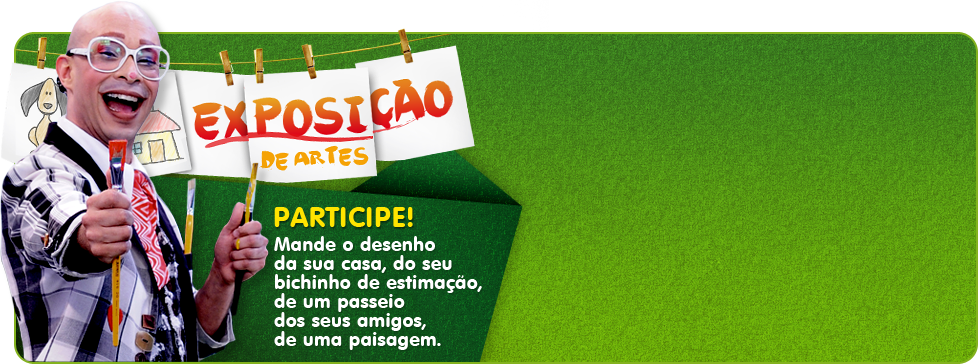 EXPOSIÇÃO
DE ARTES
PARTICIPE!
Mande o desenho
da sua casa, do seu
bichinho de estimação,
de um passeio
dos seus amigos,
de uma paisagem.